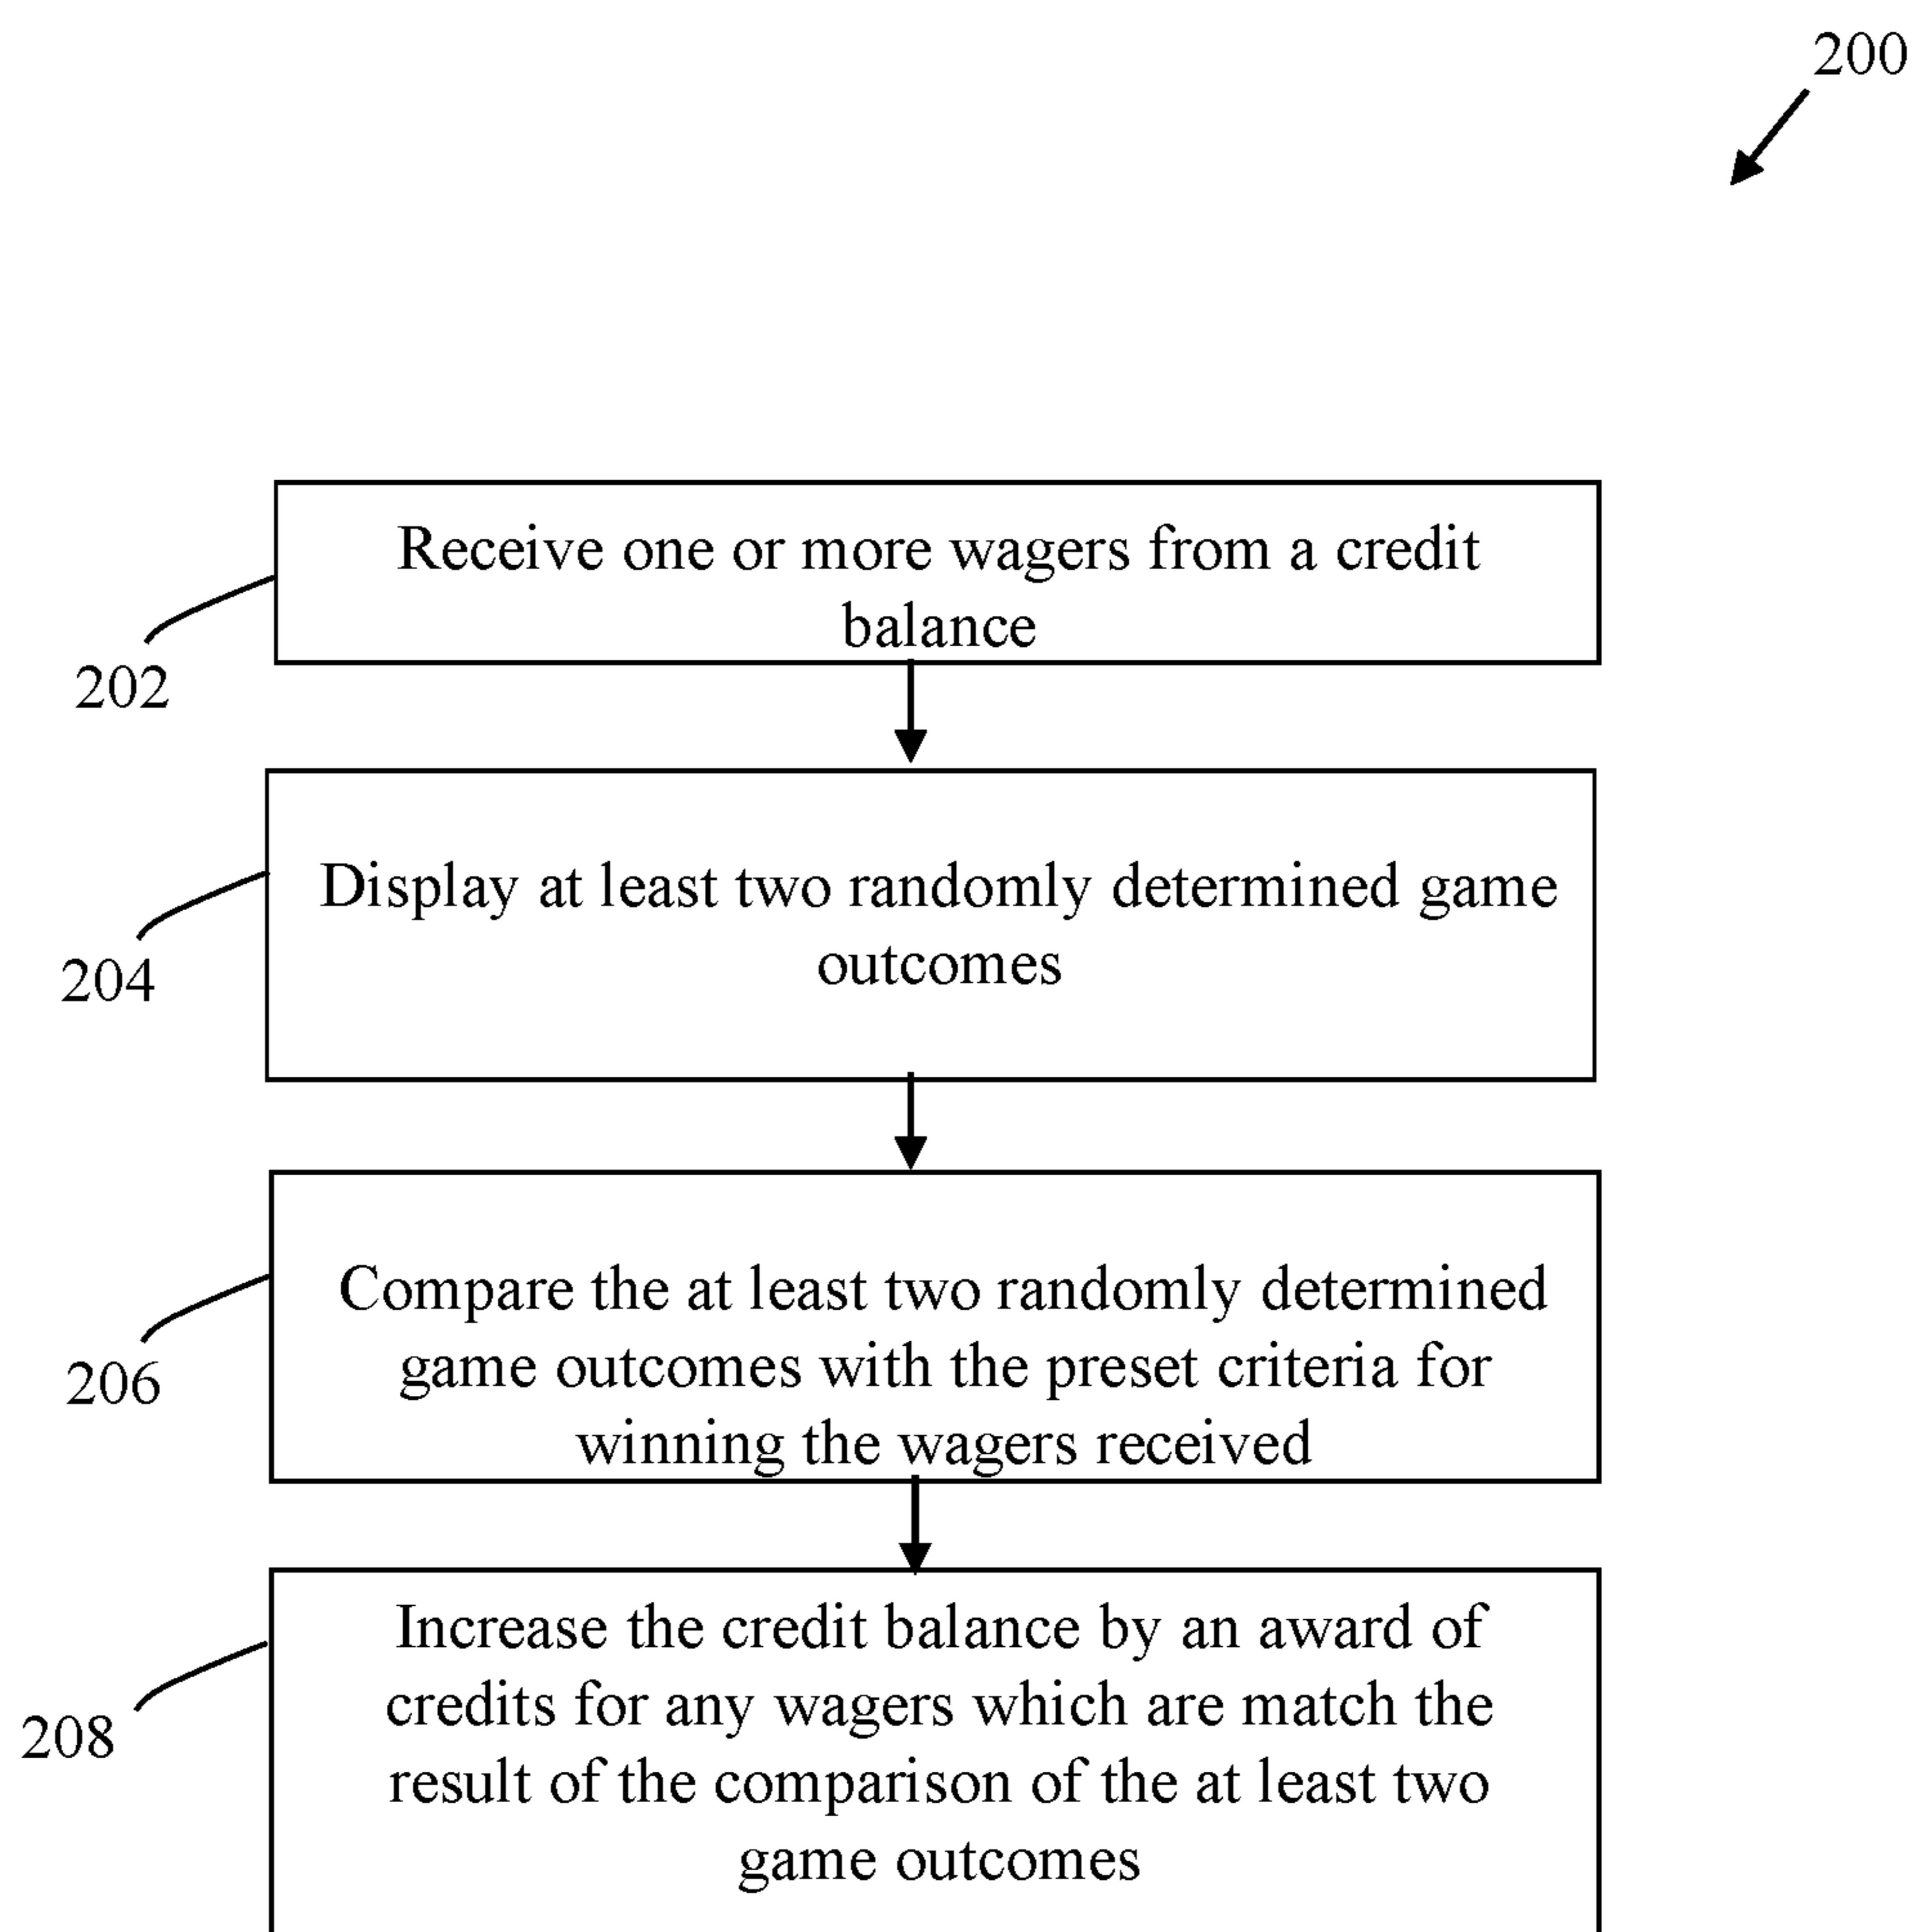 200
Receive one or more wagers from a credit
balance
202
Display at least two randomly determined game
outcomes
204
Compare the at least two randomly determined
game outcomes with the preset criteria for
winning the wagers received
206
Increase the credit balance by an award of
credits for any wagers which are match the
result of the comparison of the at least two
game outcomes
208